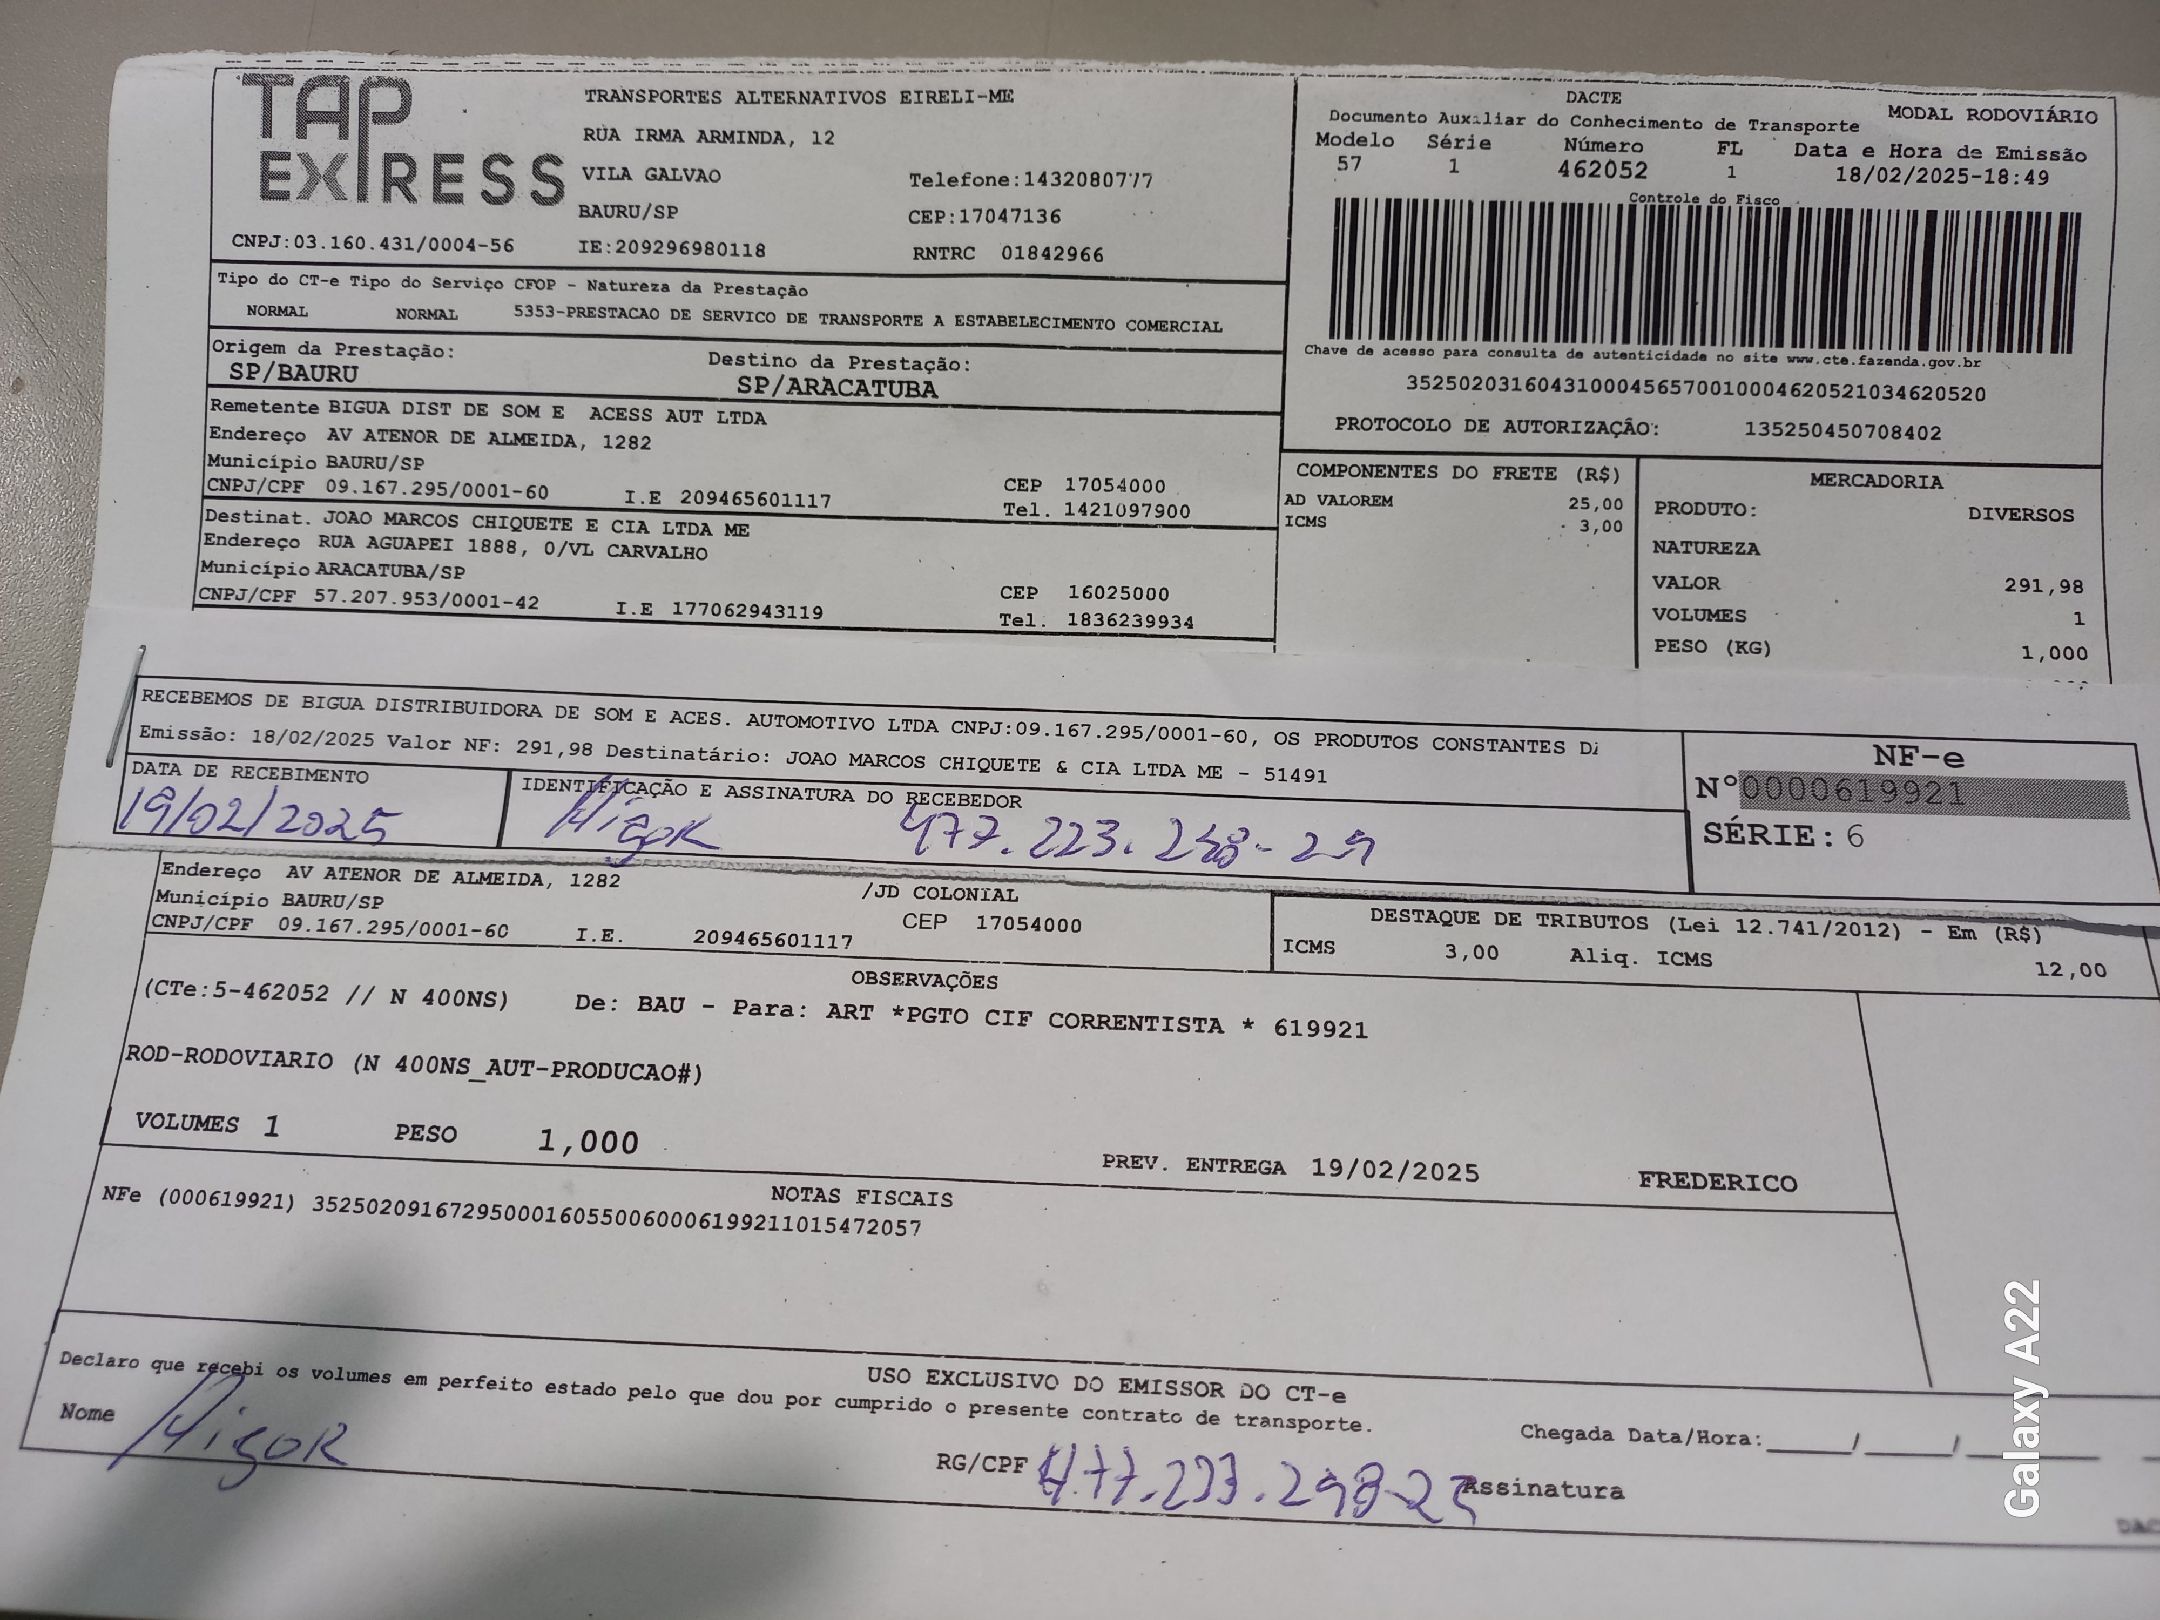 TAP
EXPRESS
TRANSPORTES ALTERNATIVOS EIRELI-ME
RUA IRMA ARMINDA, 12
VILA GALVAO Telefone:1432080777
BAURU/SP CEP:17047136
CNPJ:03.160.431/0004-56 IE:209296980118 RNTRC 01842966
DACTE
Documento Auxiliar do Conhecimento de Transporte MODAL RODOVIÁRIO
Modelo Série Número FL Data e Hora de Emissão
57 1 462052 1 18/02/2025-18:49
Controle do Fisco
Chave de acesso para consulta de autenticidade no site www.cte.fazenda.gov.br
35250203160431000456570010004620521034620520
PROTOCOLO DE AUTORIZAÇÃO: 135250450708402
Tipo do CT-e Tipo do Serviço CFOP - Natureza da Prestação
NORMAL NORMAL 5353-PRESTACAO DE SERVICO DE TRANSPORTE A ESTABELECIMENTO COMERCIAL
Origem da Prestação: Destino da Prestação:
SP/BAURU SP/ARACATUBA
Remetente BIGUA DIST DE SOM E ACESS AUT LTDA
Endereço AV ATENOR DE ALMEIDA, 1282
Município BAURU/SP CEP 17054000
CNPJ/CPF 09.167.295/0001-60 I.E 209465601117 Tel. 1421097900
Destinat. JOAO MARCOS CHIQUETE E CIA LTDA ME
Endereço RUA AGUAPEI 1888, 0/VL CARVALHO
Município ARACATUBA/SP CEP 16025000
CNPJ/CPF 57.207.953/0001-42 I.E 177062943119 Tel. 1836239934
COMPONENTES DO FRETE (R$)
AD VALOREM 25,00
ICMS 3,00
MERCADORIA
PRODUTO: DIVERSOS
NATUREZA
VALOR 291,98
VOLUMES 1
PESO (KG) 1,000
RECEBEMOS DE BIGUA DISTRIBUIDORA DE SOM E ACES. AUTOMOTIVO LTDA CNPJ:09.167.295/0001-60, OS PRODUTOS CONSTANTES DA
Emissão: 18/02/2025 Valor NF: 291,98 Destinatário: JOAO MARCOS CHIQUETE & CIA LTDA ME - 51491
DATA DE RECEBIMENTO IDENTIFICAÇÃO E ASSINATURA DO RECEBEDOR
19/02/2025 Higor 477.223.298-25
NF-e
Nº0000619921
SÉRIE: 6
Endereço AV ATENOR DE ALMEIDA, 1282 /JD COLONIAL
Município BAURU/SP CEP 17054000
CNPJ/CPF 09.167.295/0001-60 I.E. 209465601117
DESTAQUE DE TRIBUTOS (Lei 12.741/2012) - Em (R$)
ICMS 3,00 Aliq. ICMS 12,00
OBSERVAÇÕES
(CTe:5-462052 // N 400NS) De: BAU - Para: ART *PGTO CIF CORRENTISTA * 619921
ROD-RODOVIARIO (N 400NS_AUT-PRODUCAO#)
VOLUMES 1 PESO 1,000 PREV. ENTREGA 19/02/2025 FREDERICO
NOTAS FISCAIS
NFe (000619921) 35250209167295000160550060006199211015472057
USO EXCLUSIVO DO EMISSOR DO CT-e
Declaro que recebi os volumes em perfeito estado pelo que dou por cumprido o presente contrato de transporte.
Nome Higor RG/CPF 477.223.298-25 Assinatura
Chegada Data/Hora:_____/_____/_____
DAC
Galaxy A22